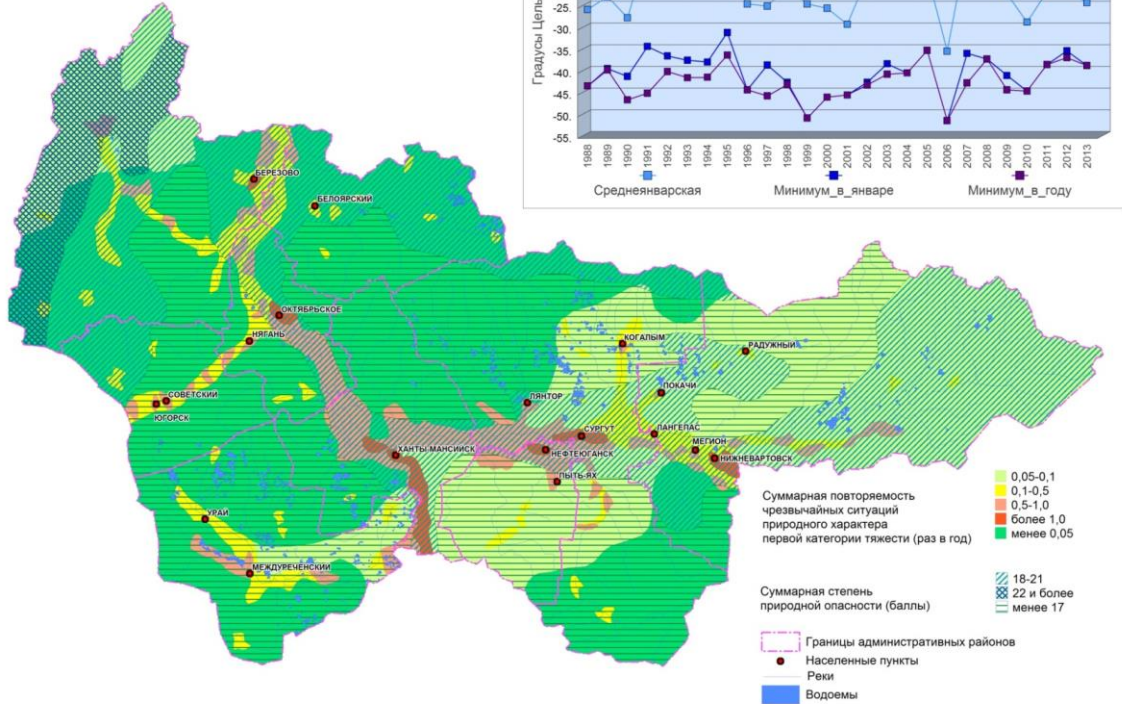 Градусы Цель
-25.
-30.
-35.
-40.
-45.
-50.
-55.
1988
1989
1990
1991
1992
1993
1994
1995
1996
1997
1998
1999
2000
2001
2002
2003
2004
2005
2006
2007
2008
2009
2010
2011
2012
2013
Среднеянварская
Минимум_в_январе
Минимум_в_году
БЕРЕЗОВО
БЕЛОЯРСКИЙ
ОКТЯБРЬСКОЕ
НЯГАНЬ
КОГАЛЫМ
РАДУЖНЫЙ
СОВЕТСКИЙ
ЮГОРСК
ПОКАЧИ
ЛЯНТОР
СУРГУТ
ЛАНГЕПАС
ХАНТЫ-МАНСИЙСК
НЕФТЕЮГАНСК
МЕГИОН
НИЖНЕВАРТОВСК
ПЫТЬ-ЯХ
УРАЙ
МЕЖДУРЕЧЕНСКИЙ
Суммарная повторяемость
чрезвычайных ситуаций
природного характера
первой категории тяжести (раз в год)
0,05-0,1
0,1-0,5
0,5-1,0
более 1,0
менее 0,05
Суммарная степень
природной опасности (баллы)
18-21
22 и более
менее 17
Границы административных районов
Населенные пункты
Реки
Водоемы